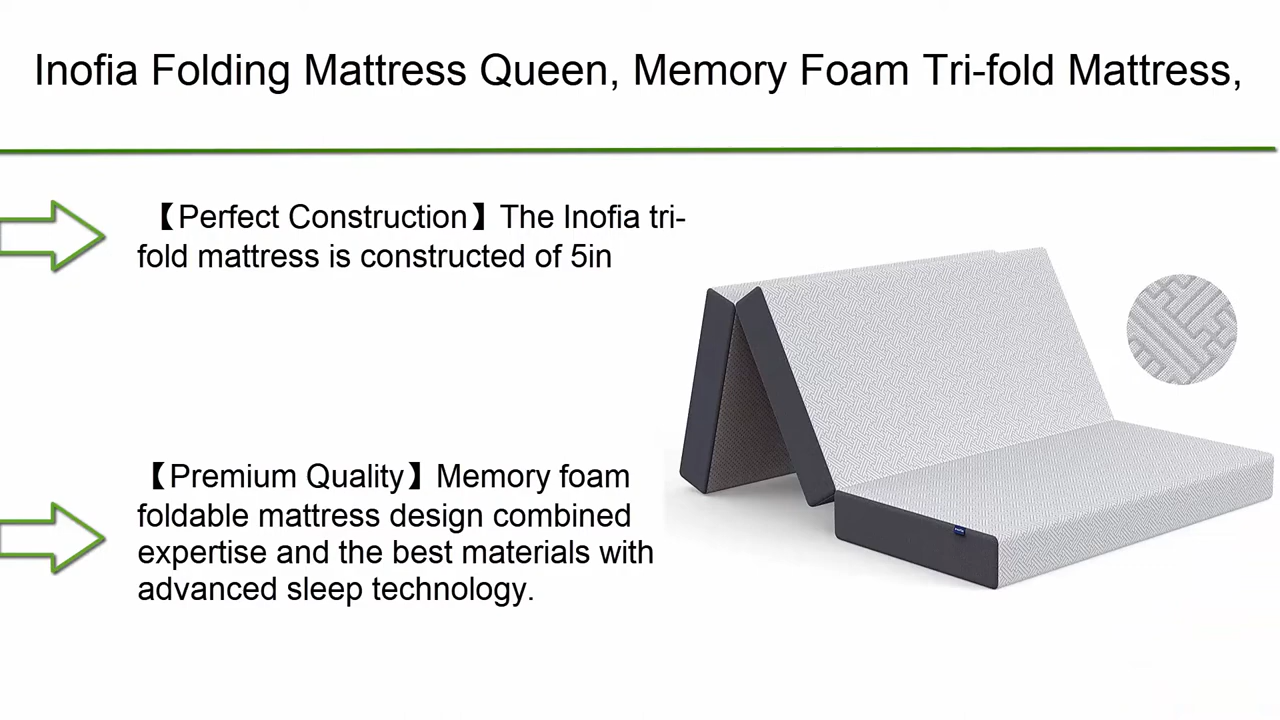 Inofia Folding Mattress Queen, Memory Foam Tri-fold Mattress,
【Perfect Construction】The Inofia tri-
fold mattress is constructed of 5in
【Premium Quality】Memory foam
foldable mattress design combined
expertise and the best materials with
advanced sleep technology.